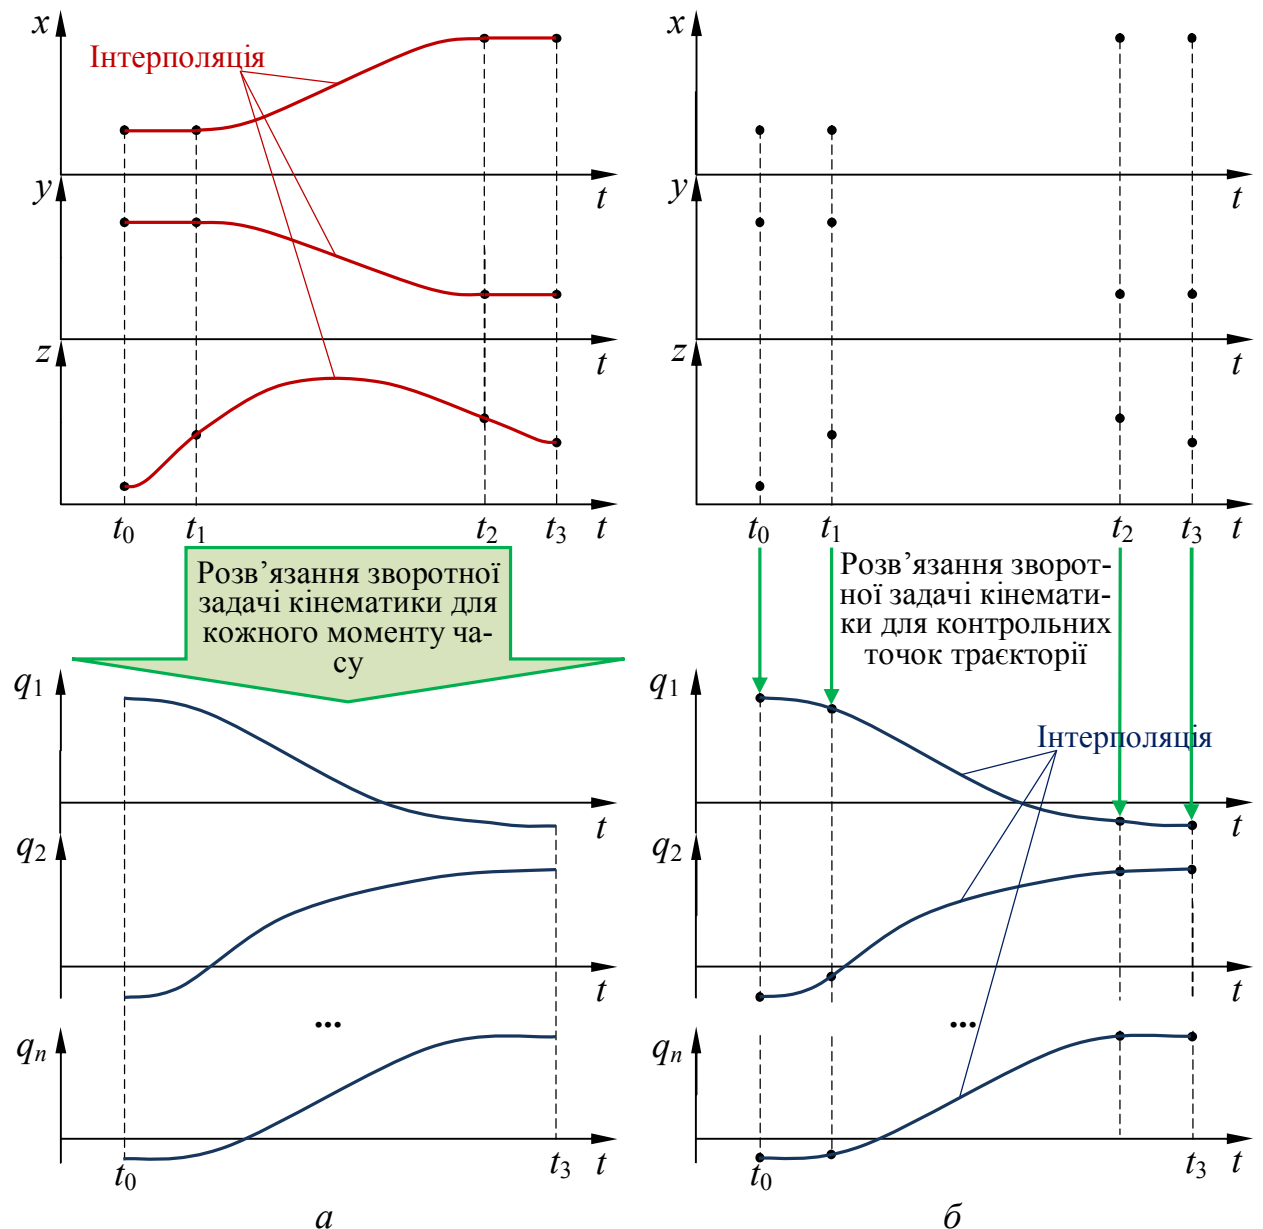 x
Інтерполяція
t
y
t
z
t0 t1 t2 t3 t
Розв’язання зворотної
задачі кінематики для
кожного моменту ча-
су
q1
t
q2
t
...
qn
t0 t3 t
а
x
t
y
t
z
t0 t1 t2 t3 t
Розв’язання зворот-
ної задачі кінемати-
ки для контрольних
точок траєкторії
q1
Інтерполяція
t
q2
t
...
qn
t0 t3 t
б